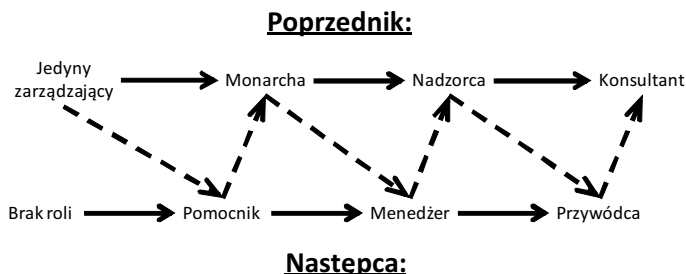 Poprzednik:
Jedyny
zarządzający
Monarcha
Nadzorca
Konsultant
Brak roli
Pomocnik
Menedżer
Przywódca
Następca: